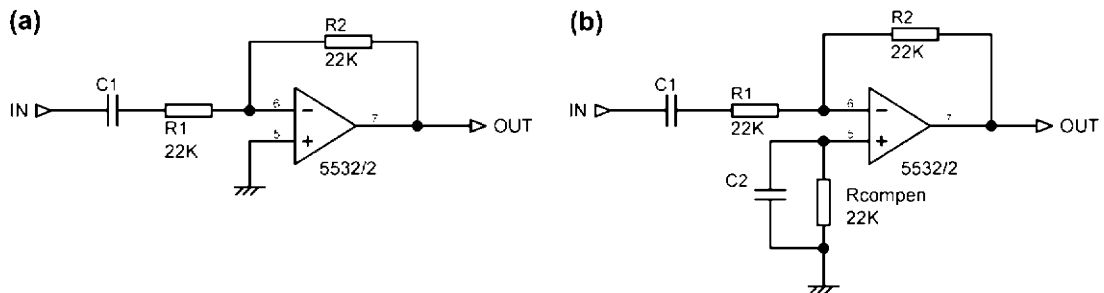 (a)
R2
22K
C1
IN
R1
22K
6
5
7
OUT
5532/2
(b)
R2
22K
C1
IN
R1
22K
6
5
7
OUT
5532/2
C2
Rcompen
22K